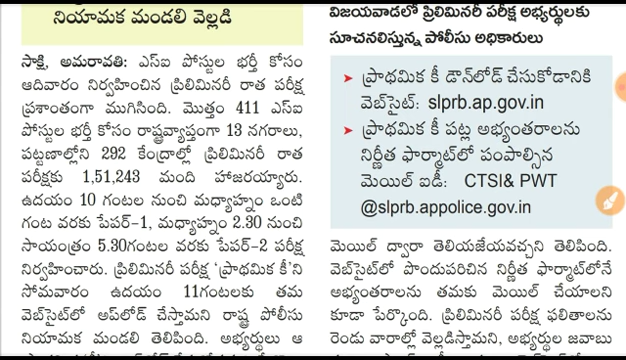 నియామక మండలి వెల్లడి
సాక్షి, అమరావతి: ఎస్ఐ పోస్టుల భర్తీ కోసం
ఆదివారం నిర్వహించిన ప్రిలిమినరీ రాత పరీక్ష
ప్రశాంతంగా ముగిసింది. మొత్తం 411 ఎస్ఐ
పోస్టుల భర్తీ కోసం రాష్ట్రవ్యాప్తంగా 13 నగరాలు,
పట్టణాల్లోని 292 కేంద్రాల్లో ప్రిలిమినరీ రాత
పరీక్షకు 1,51,243 మంది హాజరయ్యారు.
ఉదయం 10 గంటల నుంచి మధ్యాహ్నం ఒంటి
గంట వరకు పేపర్-1, మధ్యాహ్నం 2.30 నుంచి
సాయంత్రం 5.30గంటల వరకు పేపర్-2 పరీక్ష
నిర్వహించారు. ప్రిలిమినరీ పరీక్ష 'ప్రాథమిక కీ'ని
సోమవారం ఉదయం 11గంటలకు తమ
వెబ్‌సైట్‌లో అప్‌లోడ్ చేస్తామని రాష్ట్ర పోలీసు
నియామక మండలి తెలిపింది. అభ్యర్థులు ఆ
విజయవాడలో ప్రిలిమినరీ పరీక్ష అభ్యర్థులకు
సూచనలిస్తున్న పోలీసు అధికారులు
➤ ప్రాథమిక కీ డౌన్‌లోడ్ చేసుకోడానికి
వెబ్‌సైట్: slprb.ap.gov.in
➤ ప్రాథమిక కీ పట్ల అభ్యంతరాలను
నిర్ణీత ఫార్మాట్‌లో పంపాల్సిన
మెయిల్ ఐడీ: CTSI& PWT
@slprb.appolice.gov.in
మెయిల్ ద్వారా తెలియజేయవచ్చని తెలిపింది.
వెబ్‌సైట్‌లో పొందుపరిచిన నిర్ణీత ఫార్మాట్‌లోనే
అభ్యంతరాలను తమకు మెయిల్ చేయాలని
కూడా పేర్కొంది. ప్రిలిమినరీ పరీక్ష ఫలితాలను
రెండు వారాల్లో వెల్లడిస్తామని, అభ్యర్థుల జవాబు